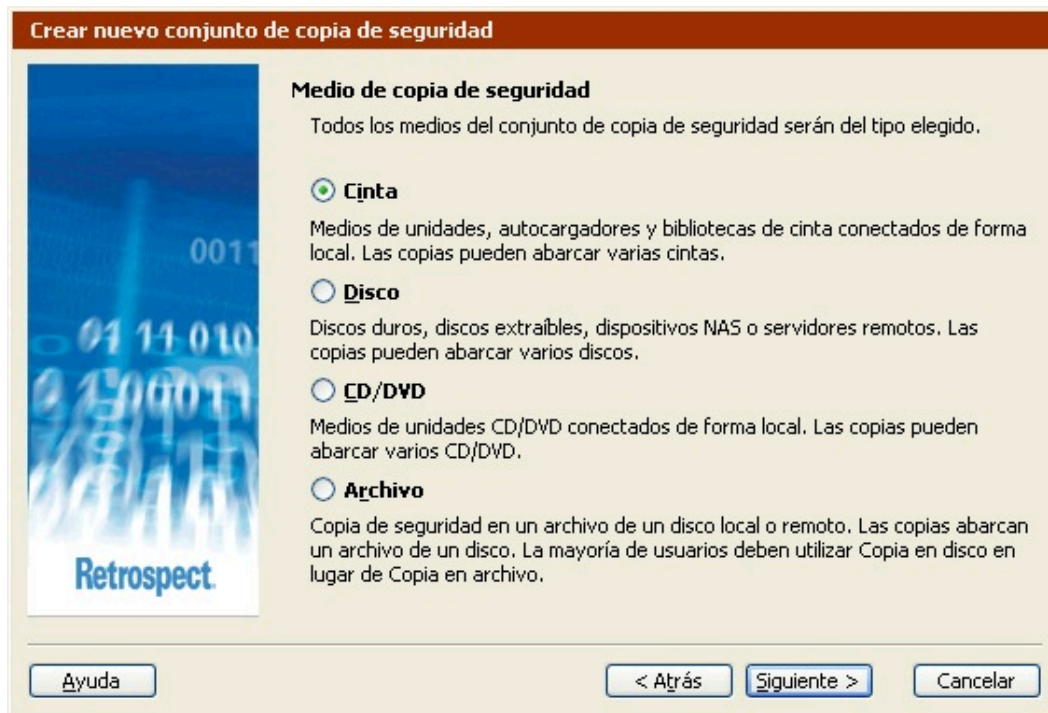 Crear nuevo conjunto de copia de seguridad
Medio de copia de seguridad
Todos los medios del conjunto de copia de seguridad serán del tipo elegido.
Cinta
Medios de unidades, autocargadores y bibliotecas de cinta conectados de forma
local. Las copias pueden abarcar varias cintas.
Disco
Discos duros, discos extraíbles, dispositivos NAS o servidores remotos. Las
copias pueden abarcar varios discos.
CD/DVD
Medios de unidades CD/DVD conectados de forma local. Las copias pueden
abarcar varios CD/DVD.
Archivo
Copia de seguridad en un archivo de un disco local o remoto. Las copias abarcan
un archivo de un disco. La mayoría de usuarios deben utilizar Copia en disco en
lugar de Copia en archivo.
0011
01 11 010
Retrospect.
Ayuda
< Atrás
Siguiente >
Cancelar